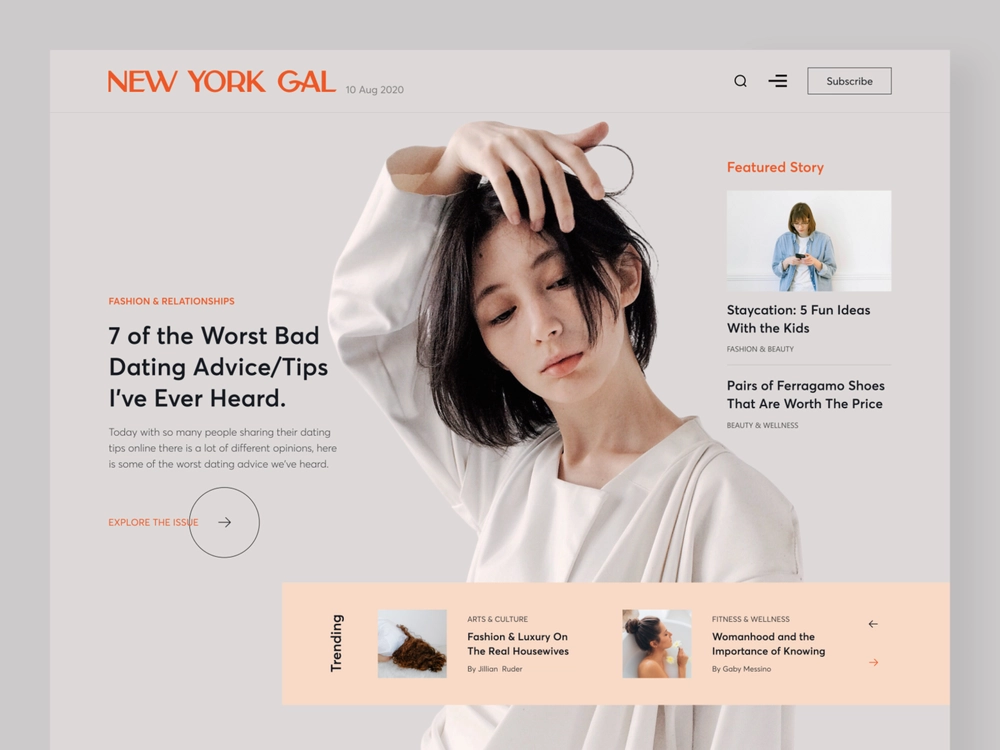 NEW YORK GAL 10 Aug 2020
Subscribe
FASHION & RELATIONSHIPS
7 of the Worst Bad
Dating Advice/Tips
I've Ever Heard.
Today with so many people sharing their dating
tips online there is a lot of different opinions, here
is some of the worst dating advice we've heard.
EXPLORE THE ISSUE
Featured Story
Staycation: 5 Fun Ideas
With the Kids
FASHION & BEAUTY
Pairs of Ferragamo Shoes
That Are Worth The Price
BEAUTY & WELLNESS
Trending
ARTS & CULTURE
Fashion & Luxury On
The Real Housewives
By Jillian Ruder
FITNESS & WELLNESS
Womanhood and the
Importance of Knowing
By Gaby Messino